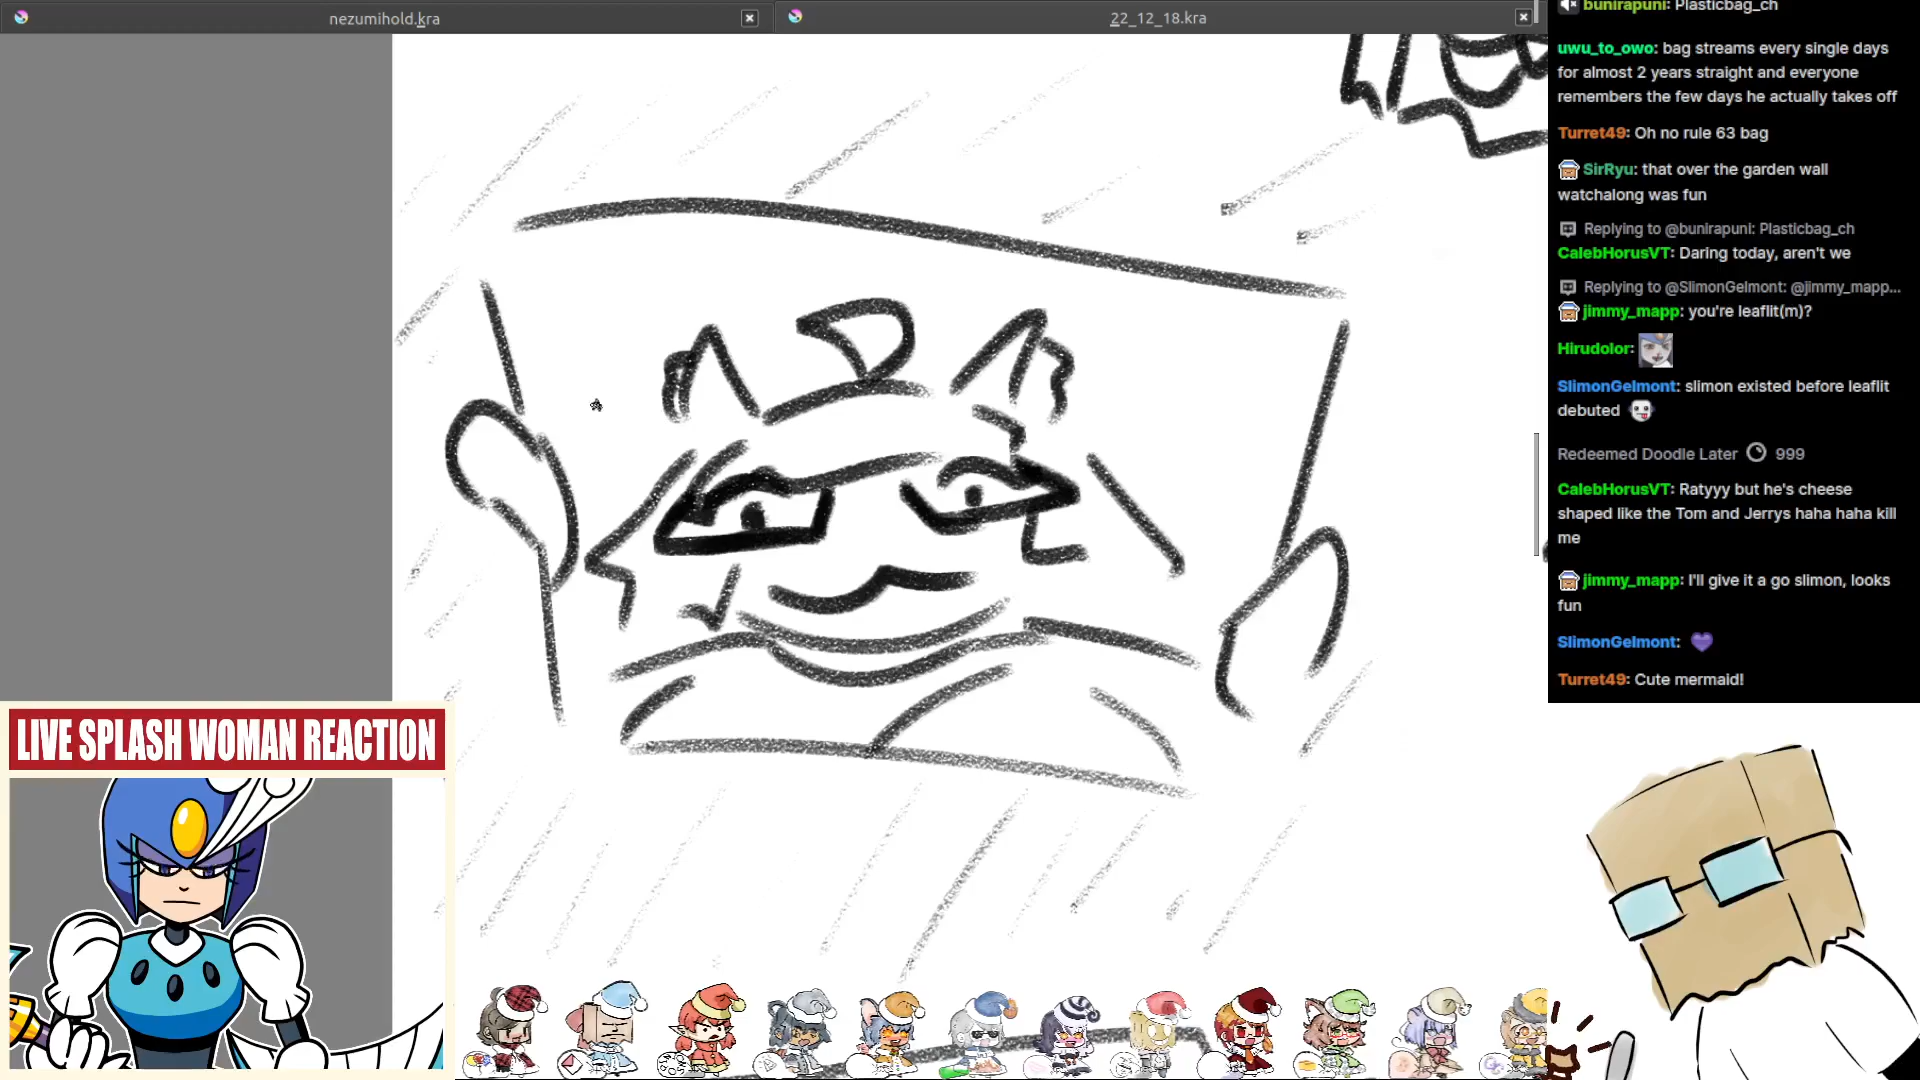 nezumihold.kra
22_12_18.kra
bunirapuni: Plasticbag_ch
uwu_to_owo: bag streams every single days
for almost 2 years straight and everyone
remembers the few days he actually takes off
Turret49: Oh no rule 63 bag
SirRyu: that over the garden wall
watchalong was fun
Replying to @bunirapuni: Plasticbag_ch
CalebHorusVT: Daring today, aren't we
Replying to @SlimonGelmont: @jimmy_mapp...
jimmy_mapp: you're leaflit(m)?
Hirudolor:
SlimonGelmont: slimon existed before leaflit
debuted
Redeemed Doodle Later 999
CalebHorusVT: Ratyyy but he's cheese
shaped like the Tom and Jerrys haha haha kill
me
jimmy_mapp: I'll give it a go slimon, looks
fun
SlimonGelmont:
Turret49: Cute mermaid!
LIVE SPLASH WOMAN REACTION